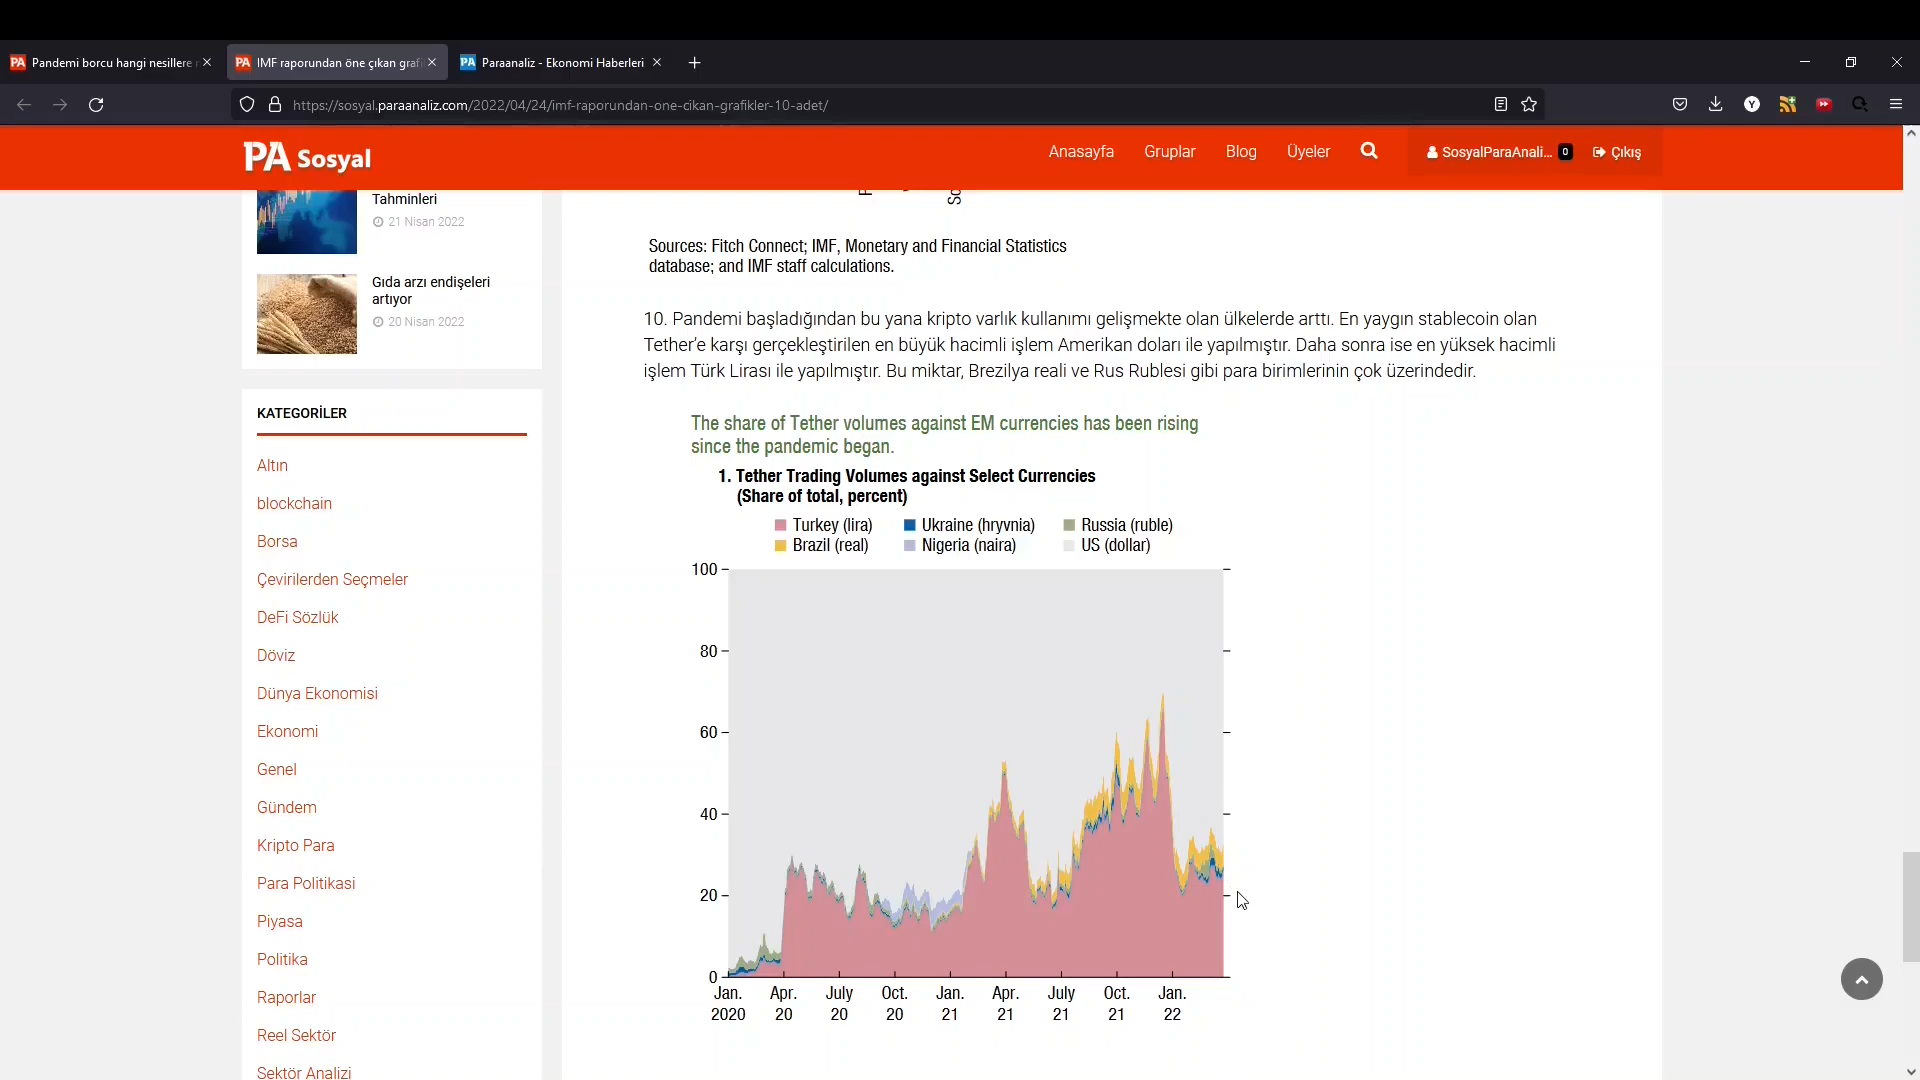 Pandemi borcu hangi nesillere
IMF raporundan öne çıkan grafi
Paraanaliz - Ekonomi Haberleri
https://sosyal.paraanaliz.com/2022/04/24/imf-raporundan-one-cikan-grafikler-10-adet/
PA Sosyal
Anasayfa
Gruplar
Blog
Üyeler
SosyalParaAnali... 0
Çıkış
Tahminleri
21 Nisan 2022
Gıda arzı endişeleri
artıyor
20 Nisan 2022
KATEGORİLER
Altın
blockchain
Borsa
Çevirilerden Seçmeler
DeFi Sözlük
Döviz
Dünya Ekonomisi
Ekonomi
Genel
Gündem
Kripto Para
Para Politikasi
Piyasa
Politika
Raporlar
Reel Sektör
Sektör Analizi
Sources: Fitch Connect; IMF, Monetary and Financial Statistics
database; and IMF staff calculations.
10. Pandemi başladığından bu yana kripto varlık kullanımı gelişmekte olan ülkelerde arttı. En yaygın stablecoin olan
Tether’e karşı gerçekleştirilen en büyük hacimli işlem Amerikan doları ile yapılmıştır. Daha sonra ise en yüksek hacimli
işlem Türk Lirası ile yapılmıştır. Bu miktar, Brezilya reali ve Rus Rublesi gibi para birimlerinin çok üzerindedir.
The share of Tether volumes against EM currencies has been rising
since the pandemic began.
1. Tether Trading Volumes against Select Currencies
(Share of total, percent)
Turkey (lira) Ukraine (hryvnia) Russia (ruble)
Brazil (real) Nigeria (naira) US (dollar)
100
80
60
40
20
0
Jan. Apr. July Oct. Jan. Apr. July Oct. Jan.
2020 20 20 20 21 21 21 21 22